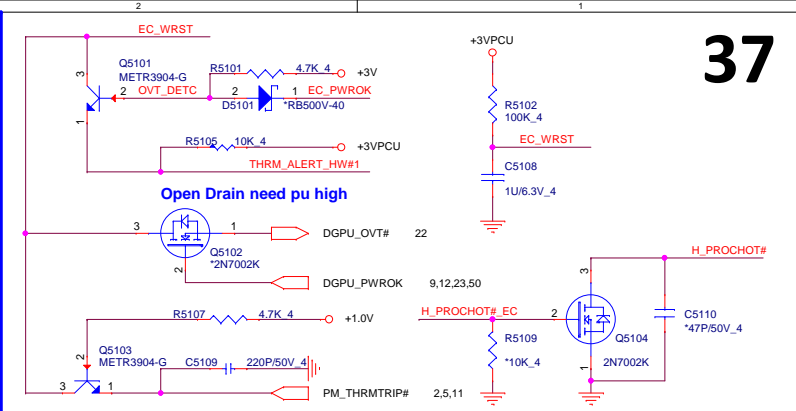 2
1
37
EC_WRST
Q5101
METR3904-G
3
2
1
OVT_DETC
R5101
4.7K_4
+3V
2
1
D5101
*RB500V-40
EC_PWROK
R5105
10K_4
+3VPCU
THRM_ALERT_HW#1
Open Drain need pu high
+3VPCU
R5102
100K_4
EC_WRST
C5108
1U/6.3V_4
3
1
2
Q5102
*2N7002K
DGPU_OVT#
22
DGPU_PWROK
9,12,23,50
R5107
4.7K_4
+1.0V
Q5103
METR3904-G
2
3
1
C5109
220P/50V_4
PM_THRMTRIP#
2,5,11
H_PROCHOT#
H_PROCHOT#_EC
2
3
1
R5109
*10K_4
Q5104
2N7002K
C5110
*47P/50V_4